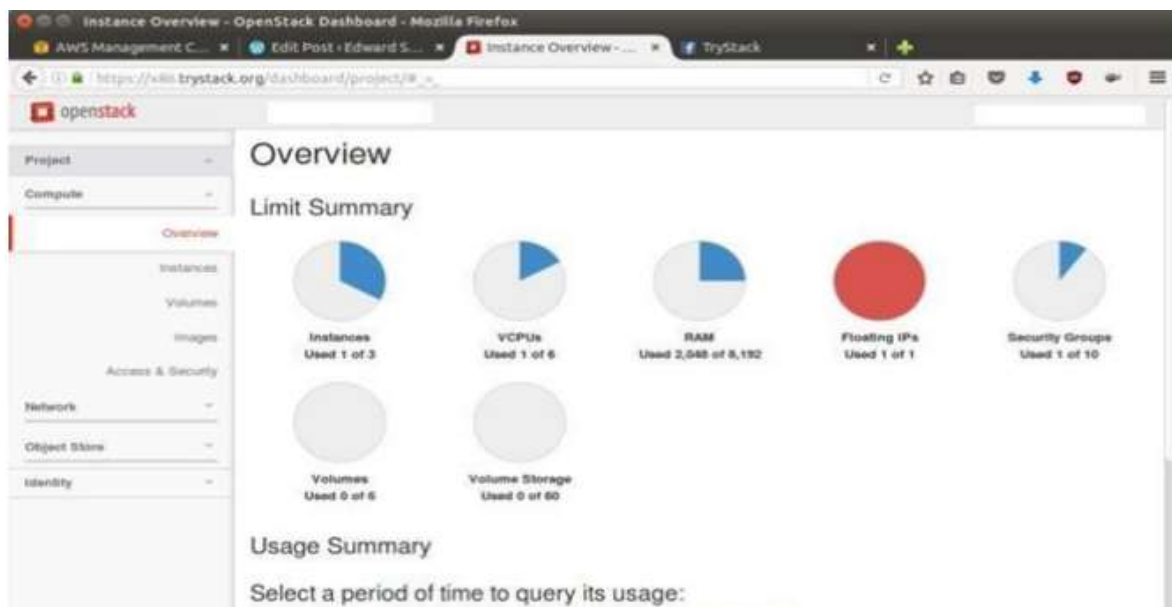 Instance Overview - OpenStack Dashboard - Mozilla Firefox
AWS Management C... Edit Post ‹ Edward S... Instance Overview - ... TryStack
trystack.org/dashboard/project/
openstack
Project
Overview
Compute
Limit Summary
Overview
Instances
Volumes
Images
Access & Security
Network
Object Store
Identity
Instances VCPUs RAM Floating IPs Security Groups
Used 1 of 3 Used 1 of 6 Used 2,048 of 8,192 Used 1 of 1 Used 1 of 10
Volumes Volume Storage
Used 0 of Used 0 of 60
Usage Summary
Select a period of time to query its usage: